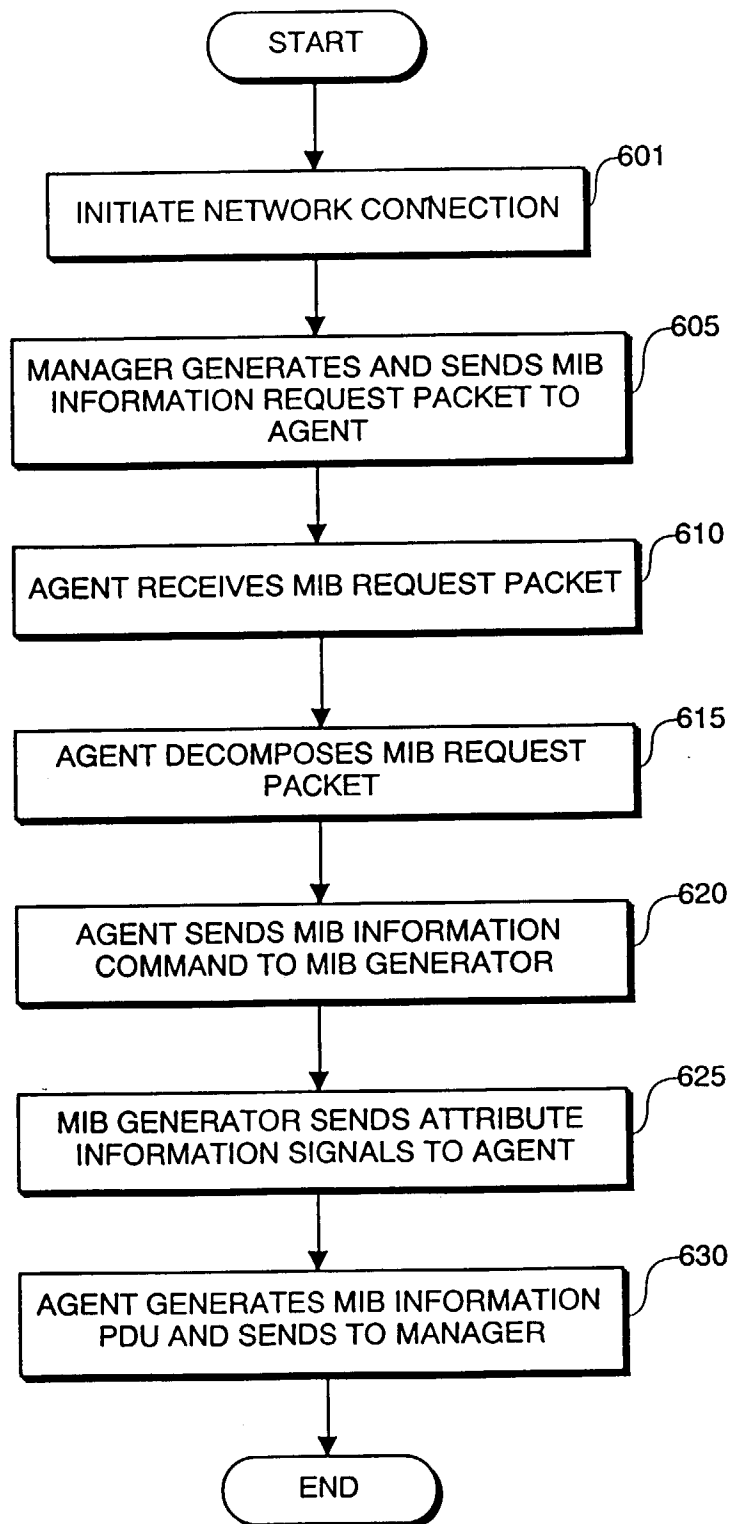 START
601
INITIATE NETWORK CONNECTION
605
MANAGER GENERATES AND SENDS MIB
INFORMATION REQUEST PACKET TO
AGENT
610
AGENT RECEIVES MIB REQUEST PACKET
615
AGENT DECOMPOSES MIB REQUEST
PACKET
620
AGENT SENDS MIB INFORMATION
COMMAND TO MIB GENERATOR
625
MIB GENERATOR SENDS ATTRIBUTE
INFORMATION SIGNALS TO AGENT
630
AGENT GENERATES MIB INFORMATION
PDU AND SENDS TO MANAGER
END